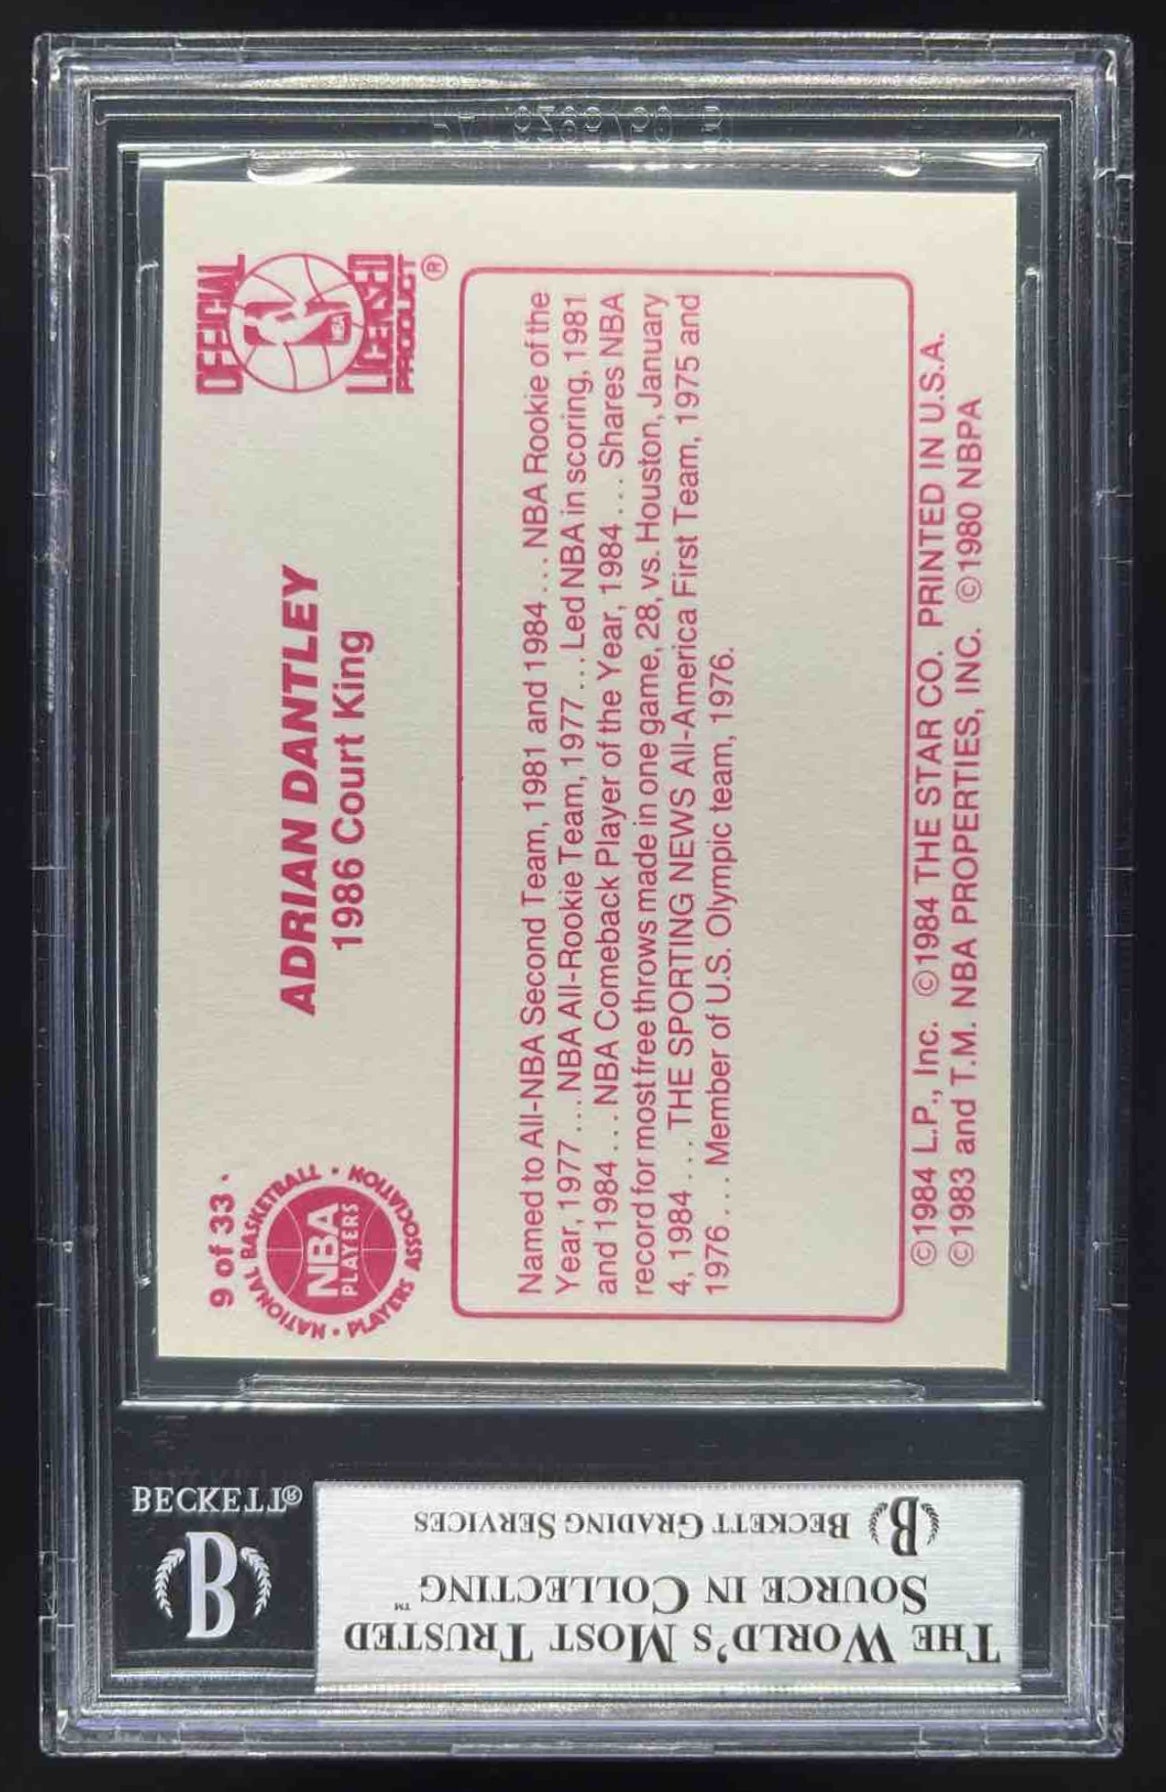 9 of 33
NATIONAL BASKETBALL PLAYERS ASSOCIATION
NBA
PLAYERS
ADRIAN DANTLEY
1986 Court King
OFFICIAL
NBA
LICENSED
PRODUCT
®
Named to All-NBA Second Team, 1981 and 1984 . . . NBA Rookie of the
Year, 1977 . . . NBA All-Rookie Team, 1977 . . . Led NBA in scoring, 1981
and 1984 . . . NBA Comeback Player of the Year, 1984 . . . Shares NBA
record for most free throws made in one game, 28, vs. Houston, January
4, 1984 . . . THE SPORTING NEWS All-America First Team, 1975 and
1976 . . . Member of U.S. Olympic team, 1976.
©1984 L.P., Inc. ©1984 THE STAR CO. PRINTED IN U.S.A.
©1983 and T.M. NBA PROPERTIES, INC. ©1980 NBPA
THE WORLD'S MOST TRUSTED
SOURCE IN COLLECTING™
B BECKETT GRADING SERVICES
B
BECKETT®